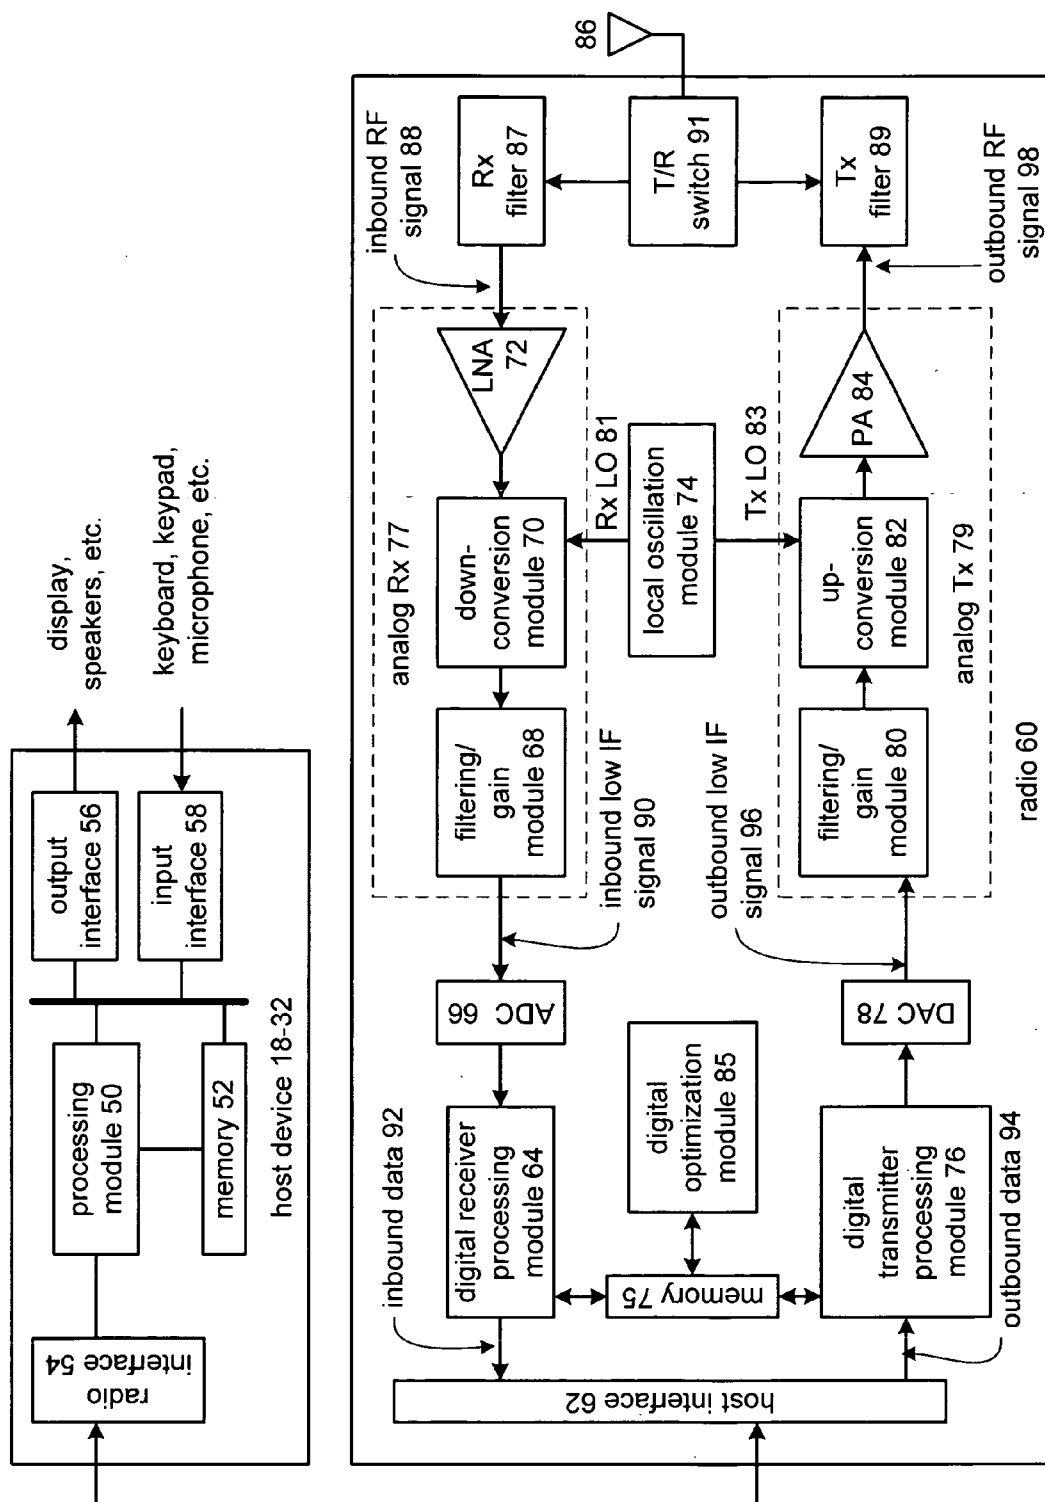 display,
speakers, etc.
keyboard, keypad,
microphone, etc.
output
interface 56
input
interface 58
processing
module 50
memory 52
radio
interface 54
host device 18-32
86
inbound RF
signal 88
Rx
filter 87
T/R
switch 91
Tx
filter 89
outbound RF
signal 98
LNA
72
analog Rx 77
down-
conversion
module 70
Rx LO 81
local oscillation
module 74
Tx LO 83
PA 84
up-
conversion
module 82
analog Tx 79
filtering/
gain
module 68
filtering/
gain
module 80
inbound low IF
signal 90
outbound low IF
signal 96
radio 60
ADC 66
DAC 78
digital receiver
processing
module 64
digital
optimization
module 85
digital
transmitter
processing
module 76
memory 75
inbound data 92
outbound data 94
host interface 62